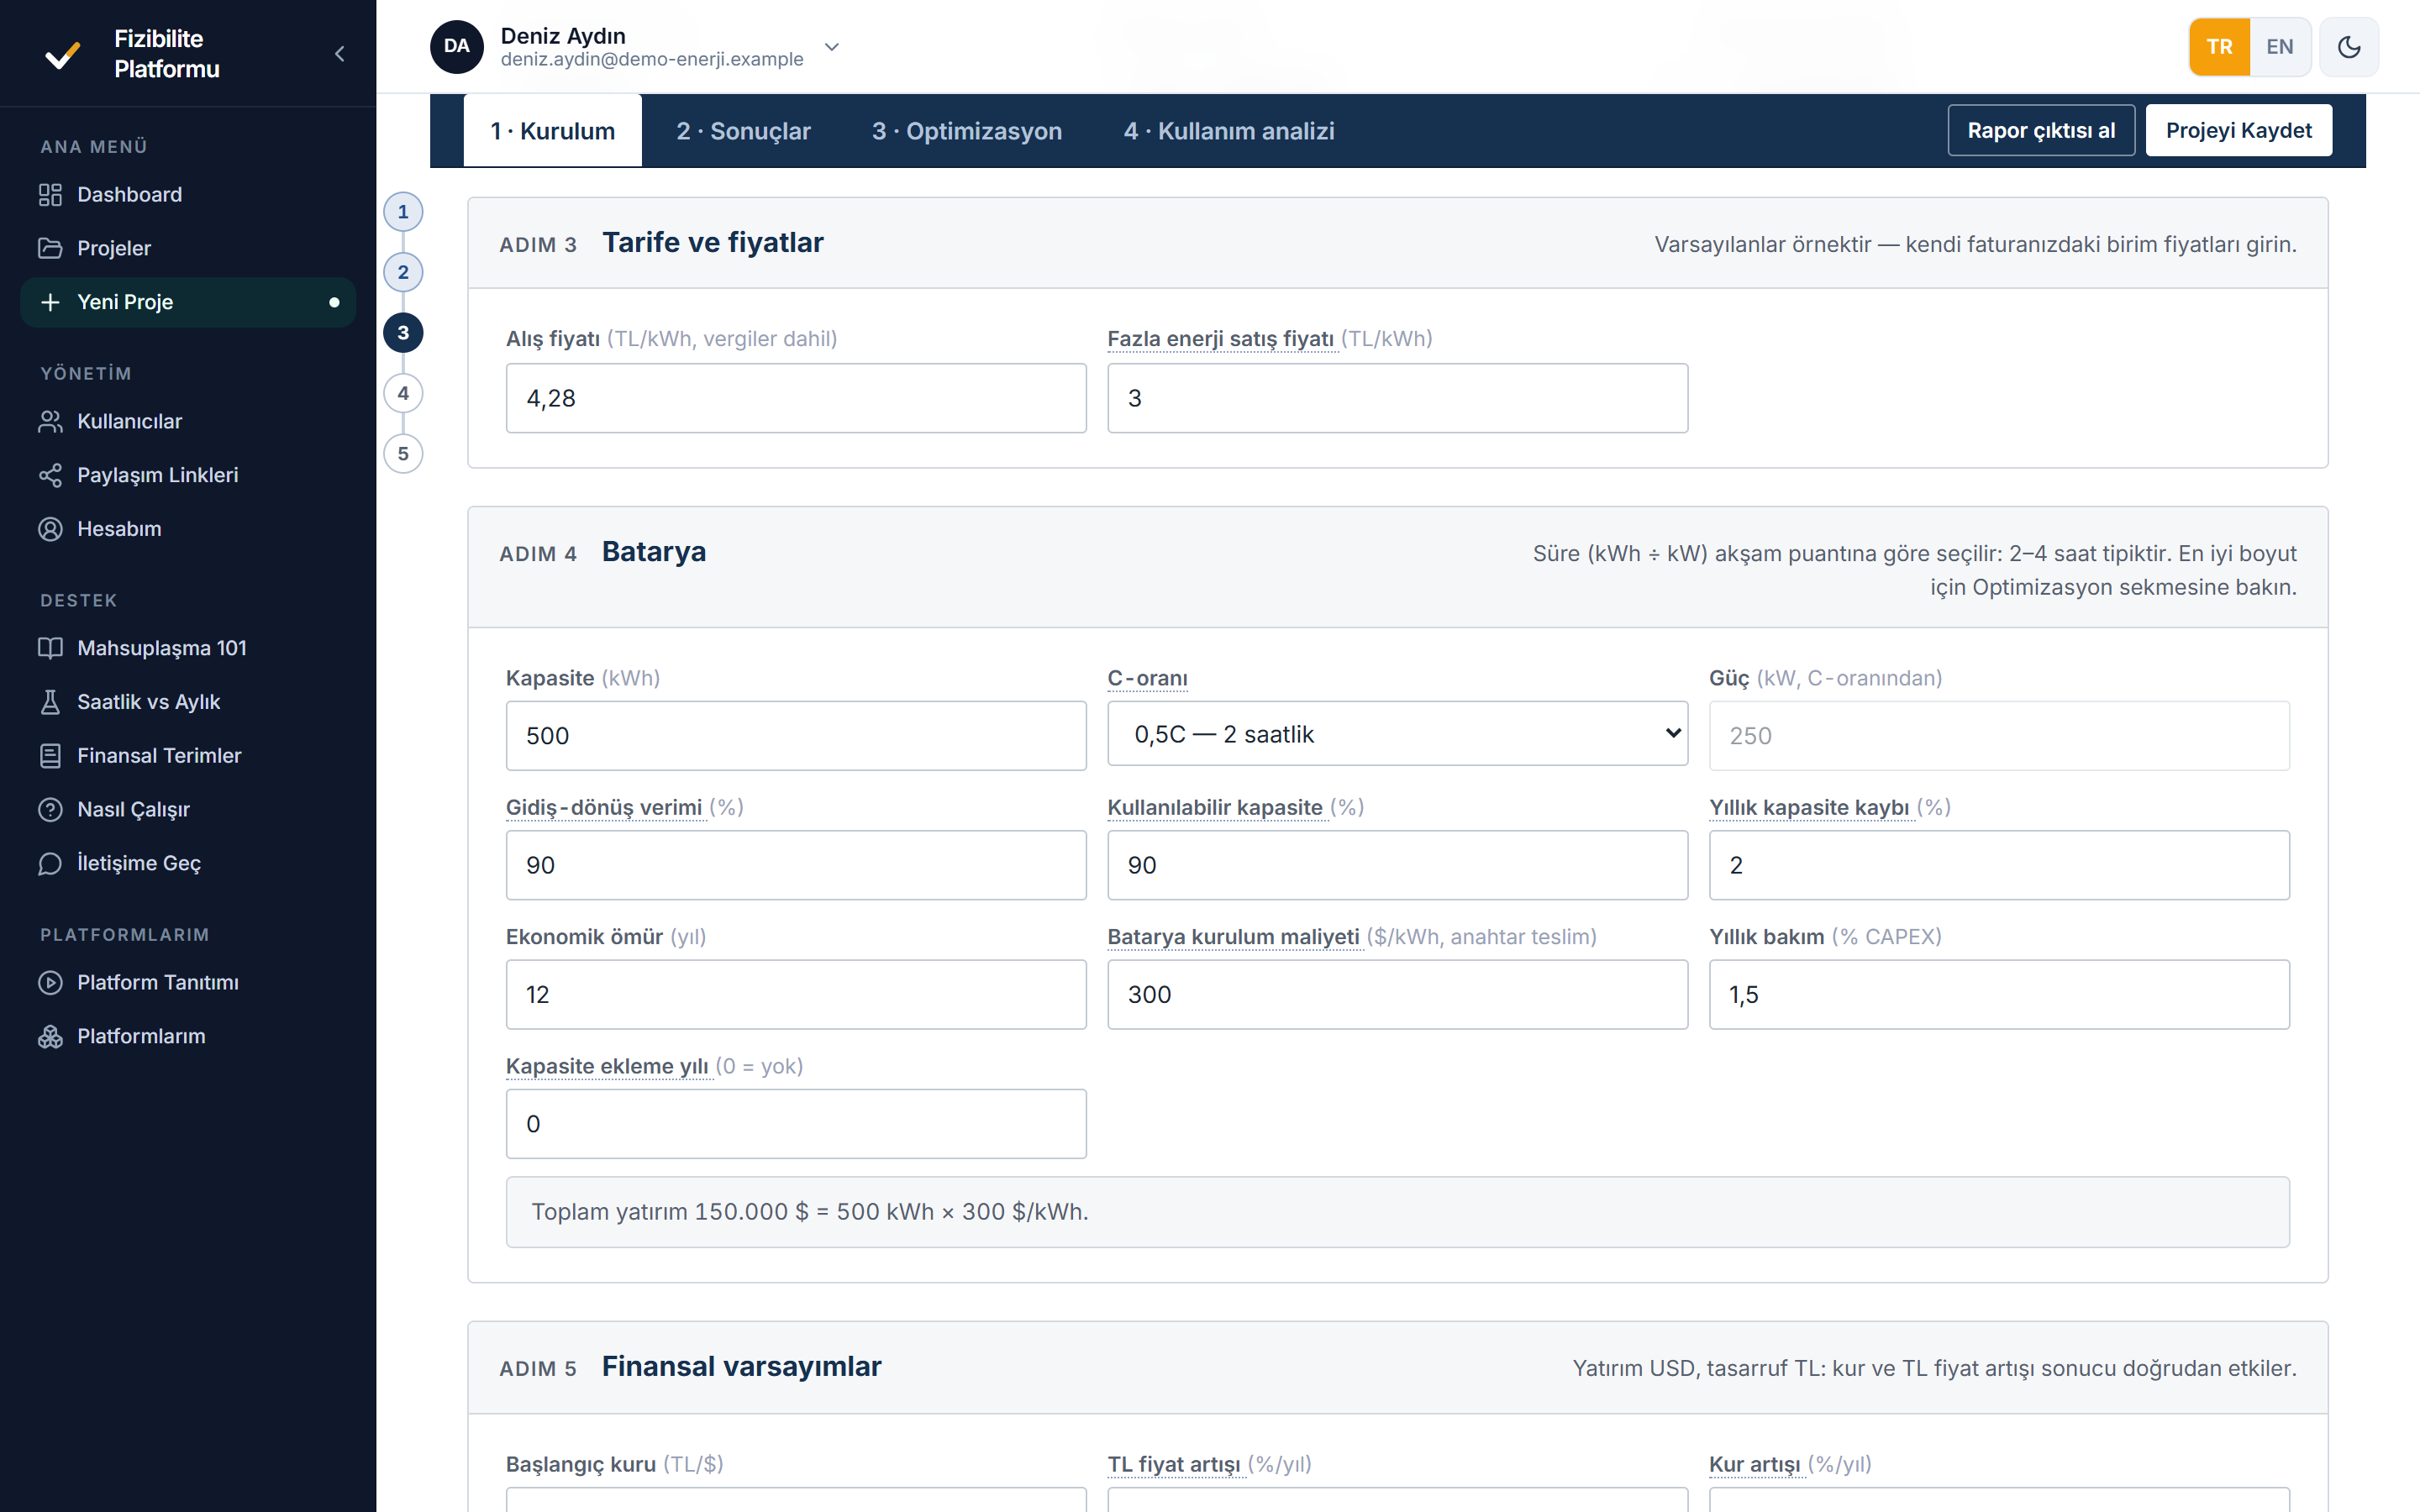 Fizibilite
Platformu
ANA MENÜ
Dashboard
Projeler
Yeni Proje
YÖNETİM
Kullanıcılar
Paylaşım Linkleri
Hesabım
DESTEK
Mahsuplaşma 101
Saatlik vs Aylık
Finansal Terimler
Nasıl Çalışır
İletişime Geç
PLATFORMLARIM
Platform Tanıtımı
Platformlarım
DA
Deniz Aydın
deniz.aydin@demo-enerji.example
TR EN
1 · Kurulum 2 · Sonuçlar 3 · Optimizasyon 4 · Kullanım analizi Rapor çıktısı al Projeyi Kaydet
1
2
3
4
5
ADIM 3 Tarife ve fiyatlar Varsayılanlar örnektir — kendi faturanızdaki birim fiyatları girin.
Alış fiyatı (TL/kWh, vergiler dahil) Fazla enerji satış fiyatı (TL/kWh)
4,28 3
ADIM 4 Batarya Süre (kWh ÷ kW) akşam puantına göre seçilir: 2–4 saat tipiktir. En iyi boyut
için Optimizasyon sekmesine bakın.
Kapasite (kWh) C-oranı Güç (kW, C-oranından)
500 0,5C — 2 saatlik 250
Gidiş-dönüş verimi (%) Kullanılabilir kapasite (%) Yıllık kapasite kaybı (%)
90 90 2
Ekonomik ömür (yıl) Batarya kurulum maliyeti ($/kWh, anahtar teslim) Yıllık bakım (% CAPEX)
12 300 1,5
Kapasite ekleme yılı (0 = yok)
0
Toplam yatırım 150.000 $ = 500 kWh × 300 $/kWh.
ADIM 5 Finansal varsayımlar Yatırım USD, tasarruf TL: kur ve TL fiyat artışı sonucu doğrudan etkiler.
Başlangıç kuru (TL/$) TL fiyat artışı (%/yıl) Kur artışı (%/yıl)